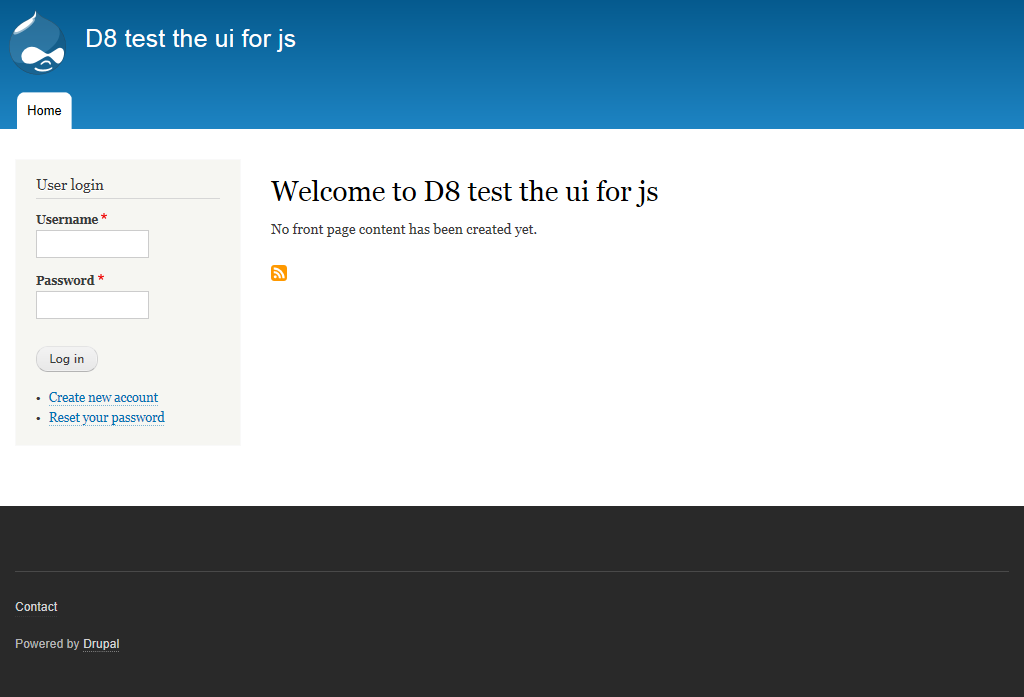 D8 test the ui for js
Home
User login
Username *
Password *
Log in
Create new account
Reset your password
Welcome to D8 test the ui for js
No front page content has been created yet.
Contact
Powered by Drupal